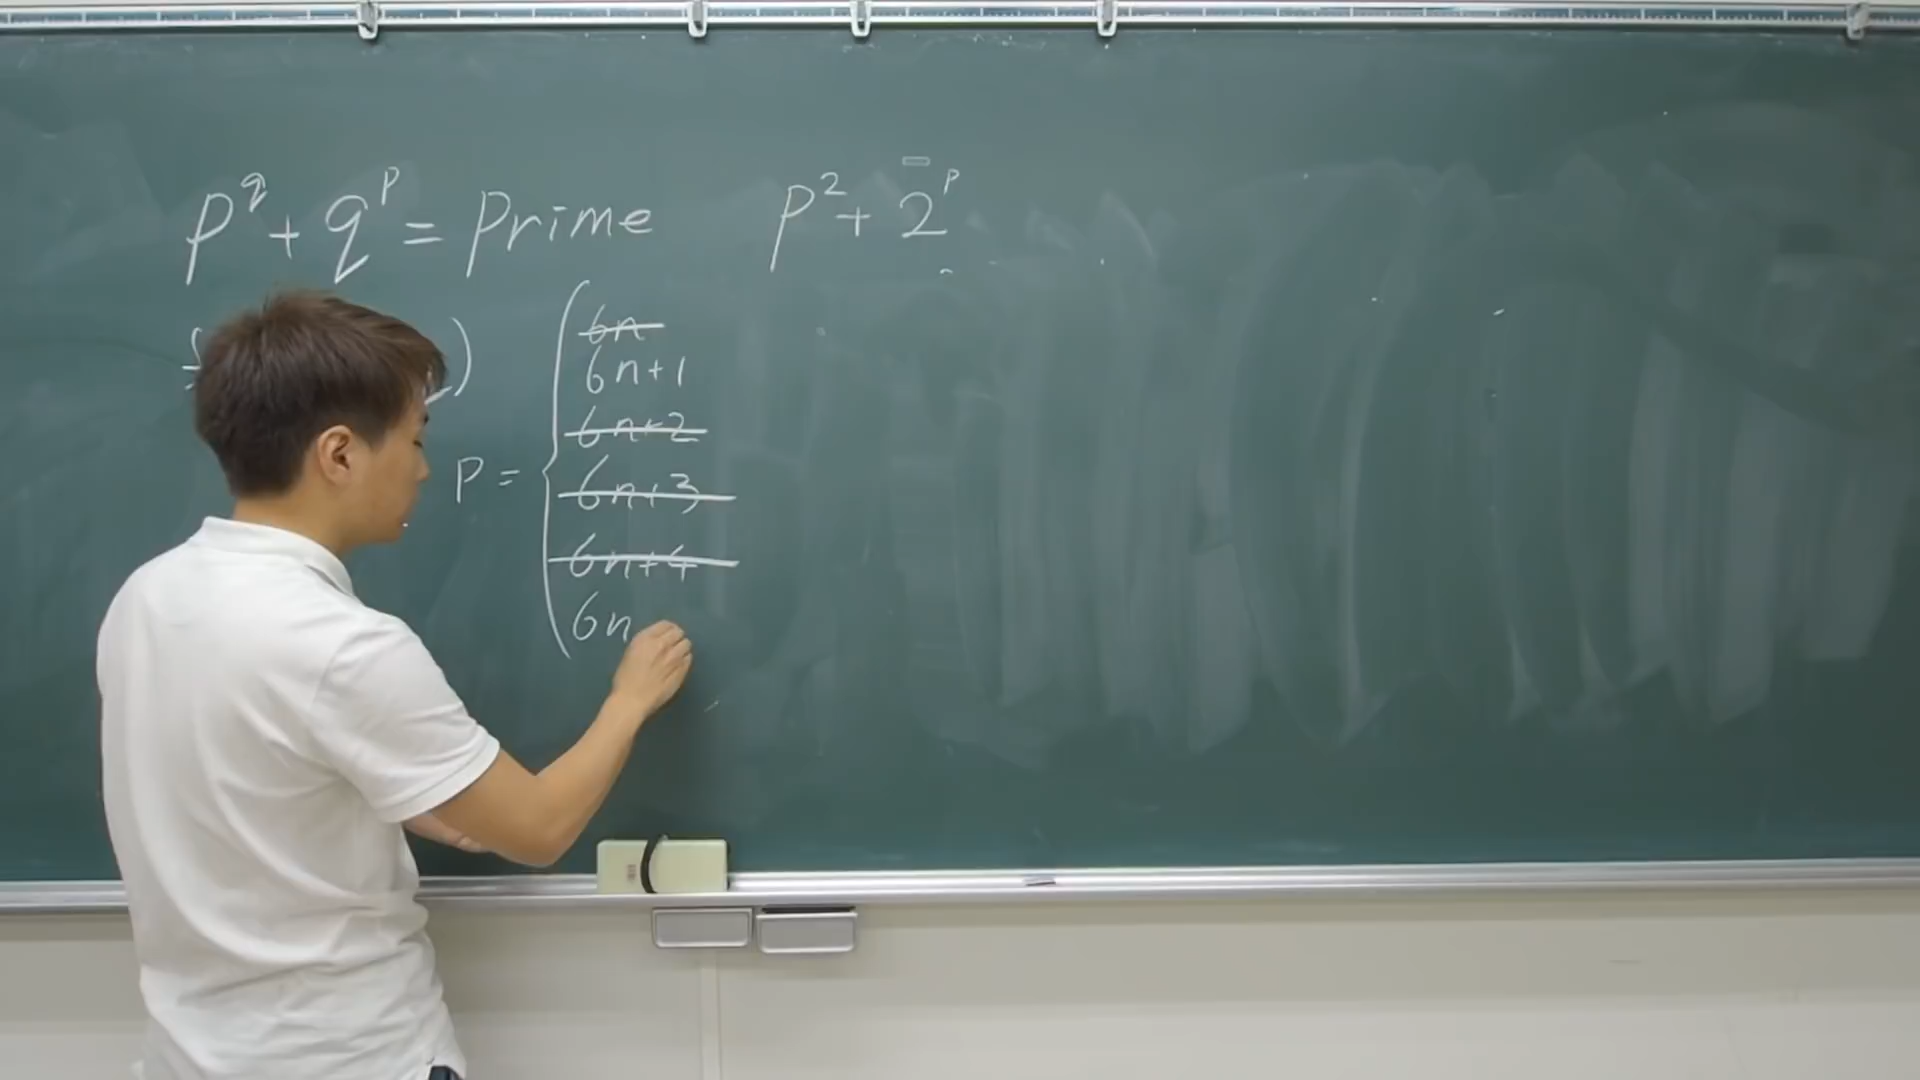 p^q + q^p = Prime
p^2 + 2^p
)
P = {
6n
6n+1
6n+2
6n+3
6n+4
6n